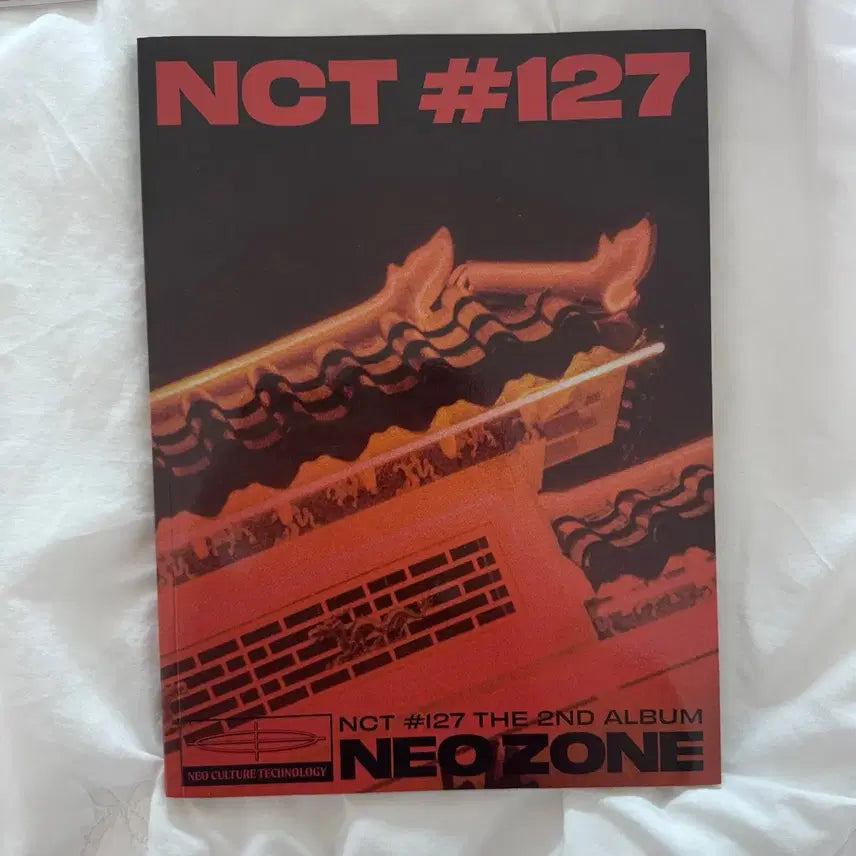 NCT #127
NCT #127 THE 2ND ALBUM
NEO ZONE
NEO CULTURE TECHNOLOGY